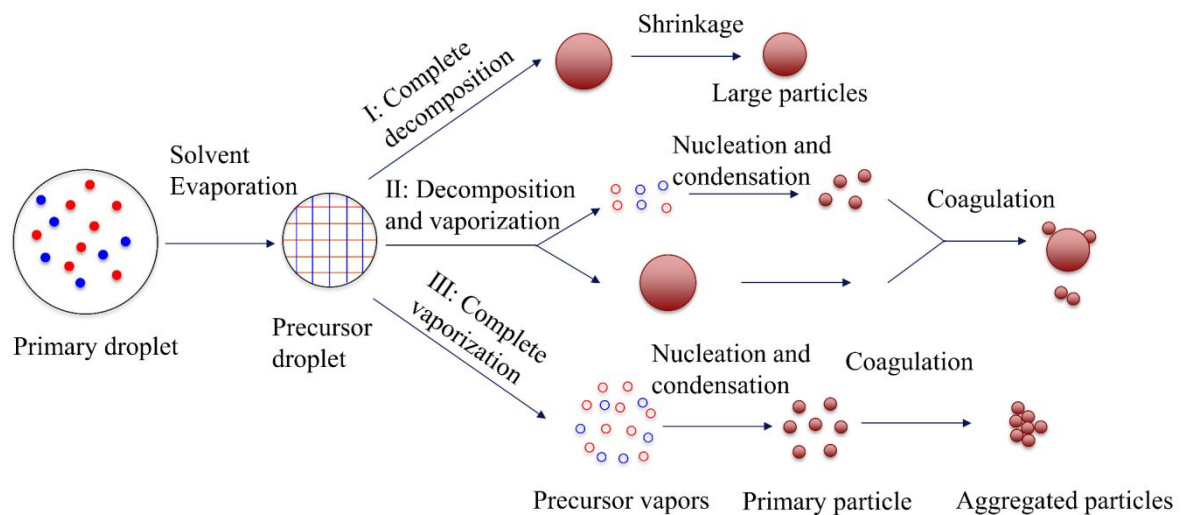 Shrinkage
Large particles
I: Complete
decomposition
Solvent
Evaporation
II: Decomposition
and vaporization
Nucleation and
condensation
Coagulation
Primary droplet
Precursor
droplet
III: Complete
vaporization
Nucleation and
condensation
Coagulation
Precursor vapors
Primary particle
Aggregated particles